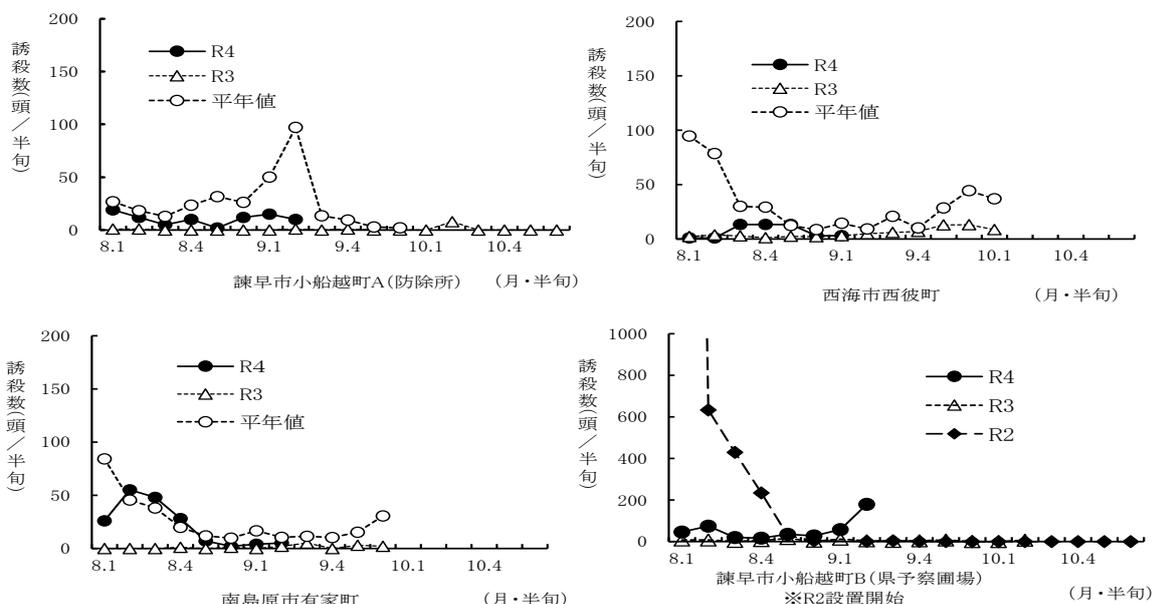 誘殺数(頭/半旬)
200
150
100
50
0
R4
R3
平年値
8.1 8.4 9.1 9.4 10.1 10.4
諫早市小船越町A(防除所) (月・半旬)
誘殺数(頭/半旬)
200
150
100
50
0
R4
R3
平年値
8.1 8.4 9.1 9.4 10.1 10.4
西海市西彼町 (月・半旬)
誘殺数(頭/半旬)
200
150
100
50
0
R4
R3
平年値
8.1 8.4 9.1 9.4 10.1 10.4
南島原市有家町 (月・半旬)
誘殺数(頭/半旬)
1000
800
600
400
200
0
R4
R3
R2
8.1 8.4 9.1 9.4 10.1 10.4
諫早市小船越町B(県予察圃場)
※R2設置開始 (月・半旬)